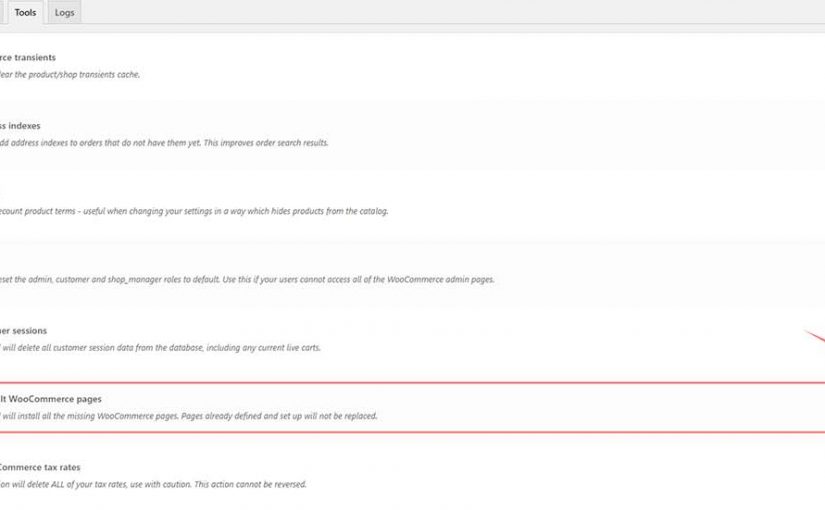 Tools Logs
rce transients
lear the product/shop transients cache.
ss indexes
dd address indexes to orders that do not have them yet. This improves order search results.
ecount product terms - useful when changing your settings in a way which hides products from the catalog.
eset the admin, customer and shop_manager roles to default. Use this if your users cannot access all of the WooCommerce admin pages.
er sessions
will delete all customer session data from the database, including any current live carts.
lt WooCommerce pages
will install all the missing WooCommerce pages. Pages already defined and set up will not be replaced.
Commerce tax rates
on will delete ALL of your tax rates, use with caution. This action cannot be reversed.